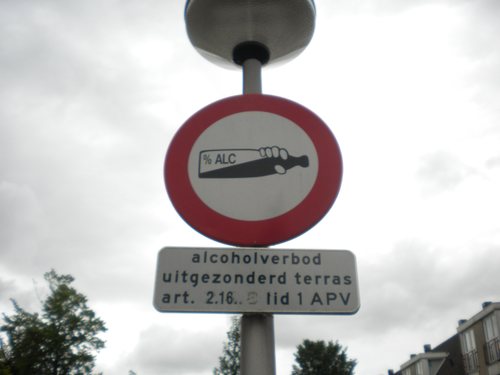 % ALC
alcoholverbod
uitgezonderd terras
art. 2.16.. lid 1 APV